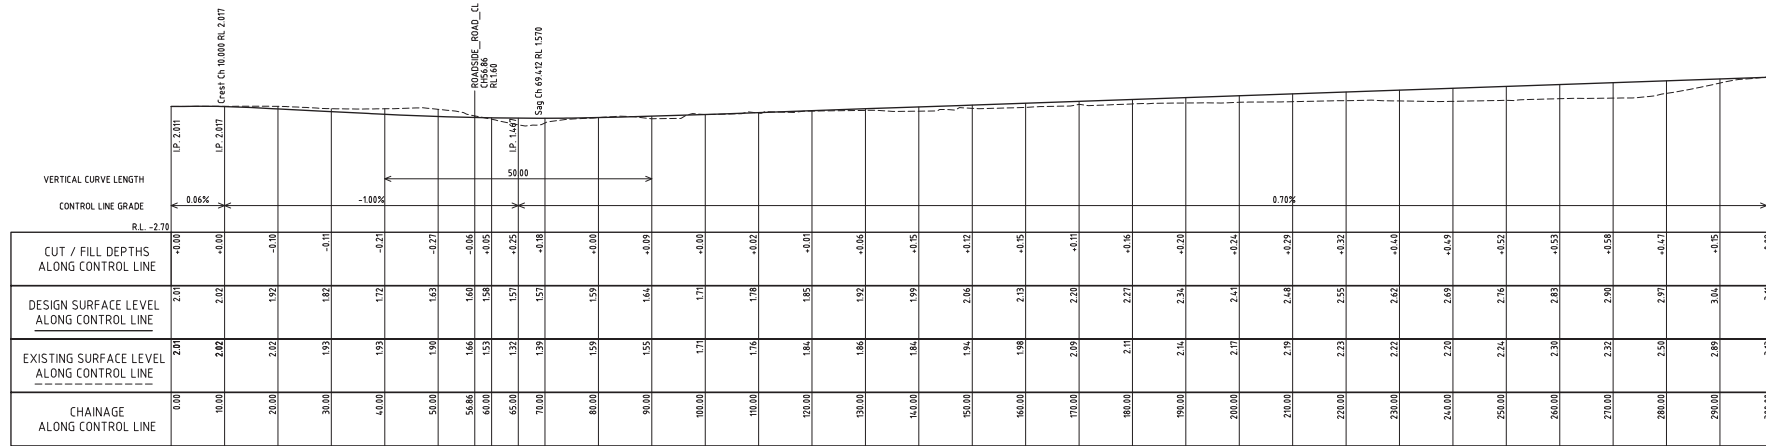 Crest Ch 10.000 RL 2.017
ROADSIDE_ROAD_CL
CH56.86
RL1.60
Sag Ch 69.412 RL 1.570
I.P. 2.011
I.P. 2.017
I.P. 1.467
VERTICAL CURVE LENGTH
50.00
CONTROL LINE GRADE
0.06%
-1.00%
0.70%
R.L. -2.70
CUT / FILL DEPTHS
ALONG CONTROL LINE
+0.00 +0.00 -0.10 -0.11 -0.21 -0.27 -0.06 +0.05 +0.25 +0.18 +0.00 +0.09 +0.00 +0.02 +0.01 +0.06 +0.15 +0.12 +0.15 +0.11 +0.16 +0.20 +0.24 +0.29 +0.32 +0.40 +0.49 +0.52 +0.53 +0.58 +0.47 +0.15
DESIGN SURFACE LEVEL
ALONG CONTROL LINE
2.01 2.02 1.92 1.82 1.72 1.63 1.60 1.58 1.57 1.57 1.59 1.64 1.71 1.78 1.85 1.92 1.99 2.06 2.13 2.20 2.27 2.34 2.41 2.48 2.55 2.62 2.69 2.76 2.83 2.90 2.97 3.04
EXISTING SURFACE LEVEL
ALONG CONTROL LINE
2.01 2.02 2.02 1.93 1.93 1.90 1.66 1.53 1.32 1.39 1.59 1.55 1.71 1.76 1.84 1.86 1.84 1.94 1.98 2.09 2.11 2.14 2.17 2.19 2.23 2.22 2.20 2.24 2.30 2.32 2.50 2.89
CHAINAGE
ALONG CONTROL LINE
0.00 10.00 20.00 30.00 40.00 50.00 56.86 60.00 65.00 70.00 80.00 90.00 100.00 110.00 120.00 130.00 140.00 150.00 160.00 170.00 180.00 190.00 200.00 210.00 220.00 230.00 240.00 250.00 260.00 270.00 280.00 290.00